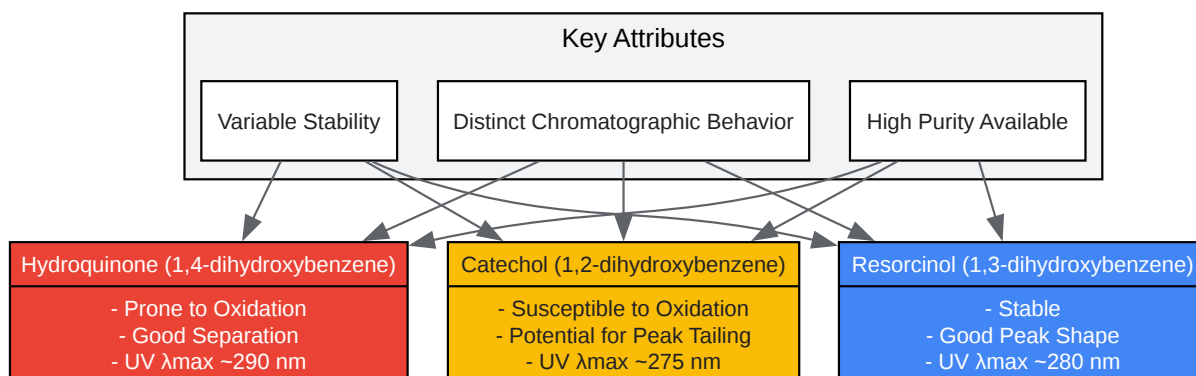 Key Attributes
Variable Stability
Distinct Chromatographic Behavior
High Purity Available
Hydroquinone (1,4-dihydroxybenzene)
- Prone to Oxidation
- Good Separation
- UV λmax ~290 nm
Catechol (1,2-dihydroxybenzene)
- Susceptible to Oxidation
- Potential for Peak Tailing
- UV λmax ~275 nm
Resorcinol (1,3-dihydroxybenzene)
- Stable
- Good Peak Shape
- UV λmax ~280 nm